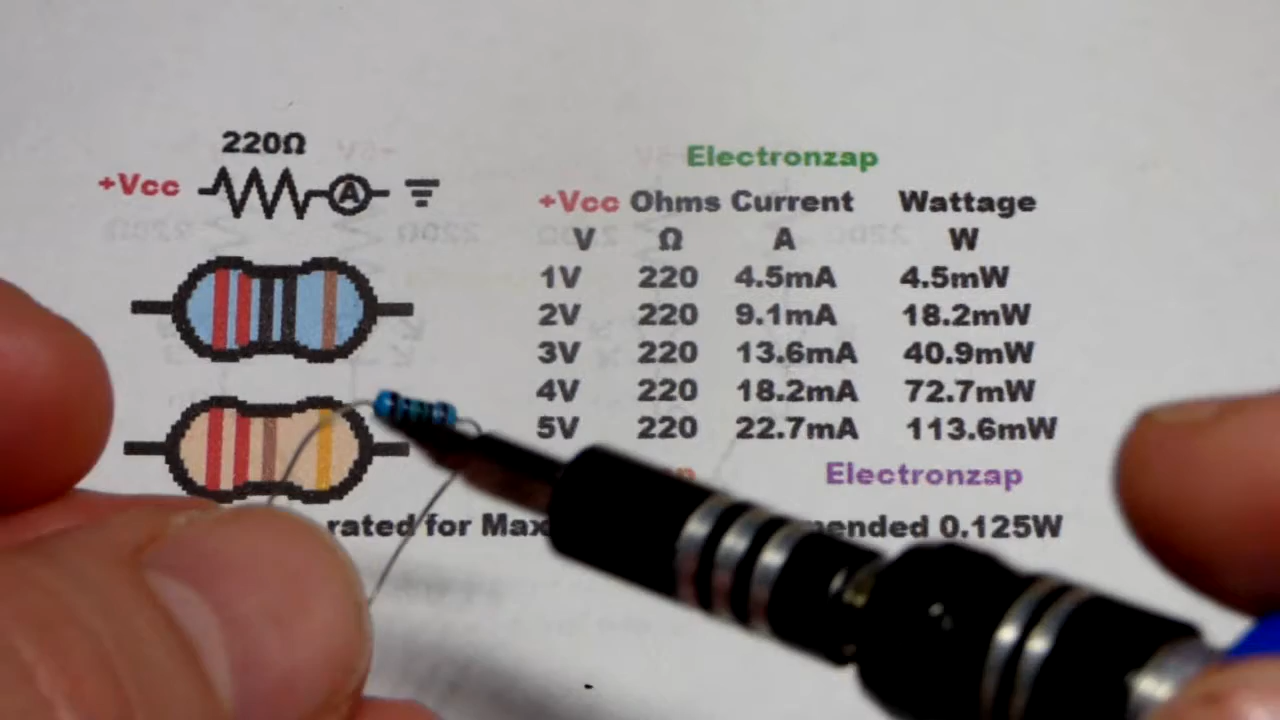 220Ω
+Vcc A
Electronzap
+Vcc Ohms Current Wattage
V Ω A W
1V 220 4.5mA 4.5mW
2V 220 9.1mA 18.2mW
3V 220 13.6mA 40.9mW
4V 220 18.2mA 72.7mW
5V 220 22.7mA 113.6mW
Electronzap
rated for Max 0.125W